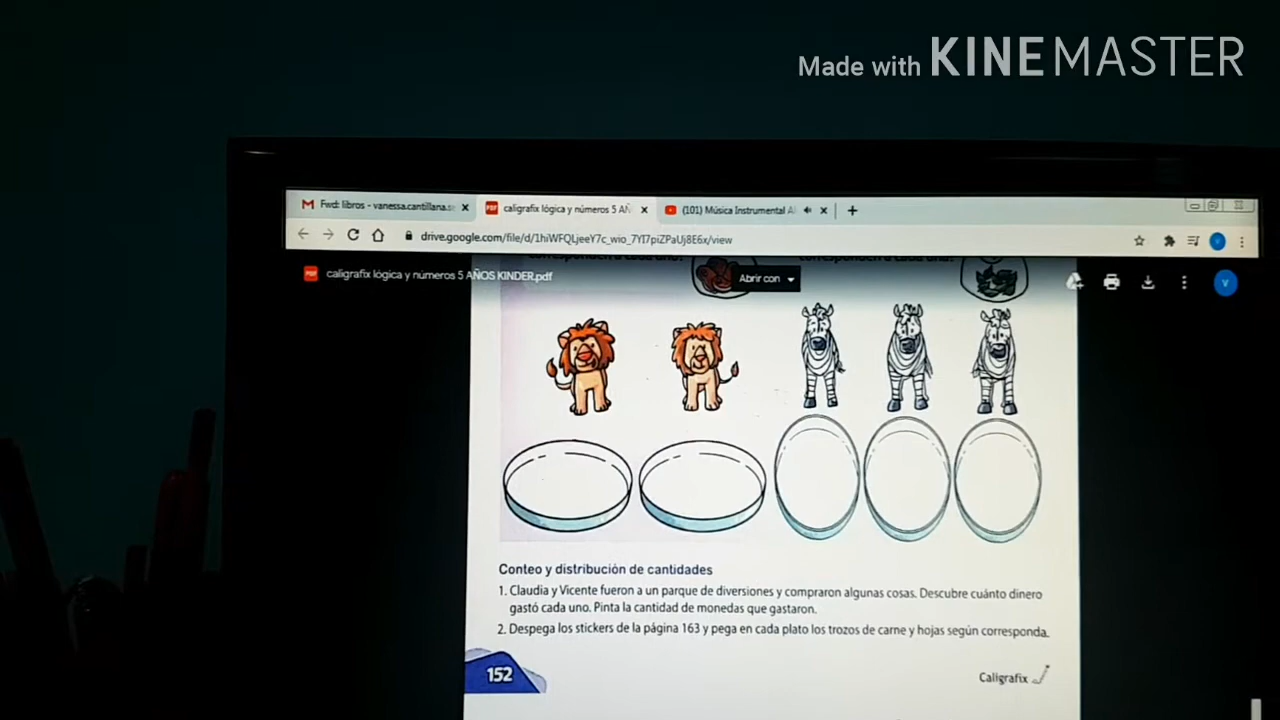 Made with KINEMASTER
Fwd: libros - vanessa.cantillana.s
caligrafix lógica y números 5 AÑ
(101) Música Instrumental A
drive.google.com/file/d/1hiWFQLjeeY7c_wio_7YI7piZPaUj8E6x/view
caligrafix lógica y números 5 AÑOS KINDER.pdf
Abrir con
Conteo y distribución de cantidades
1. Claudia y Vicente fueron a un parque de diversiones y compraron algunas cosas. Descubre cuánto dinero
gastó cada uno. Pinta la cantidad de monedas que gastaron.
2. Despega los stickers de la página 163 y pega en cada plato los trozos de carne y hojas según corresponda.
152
Caligrafix